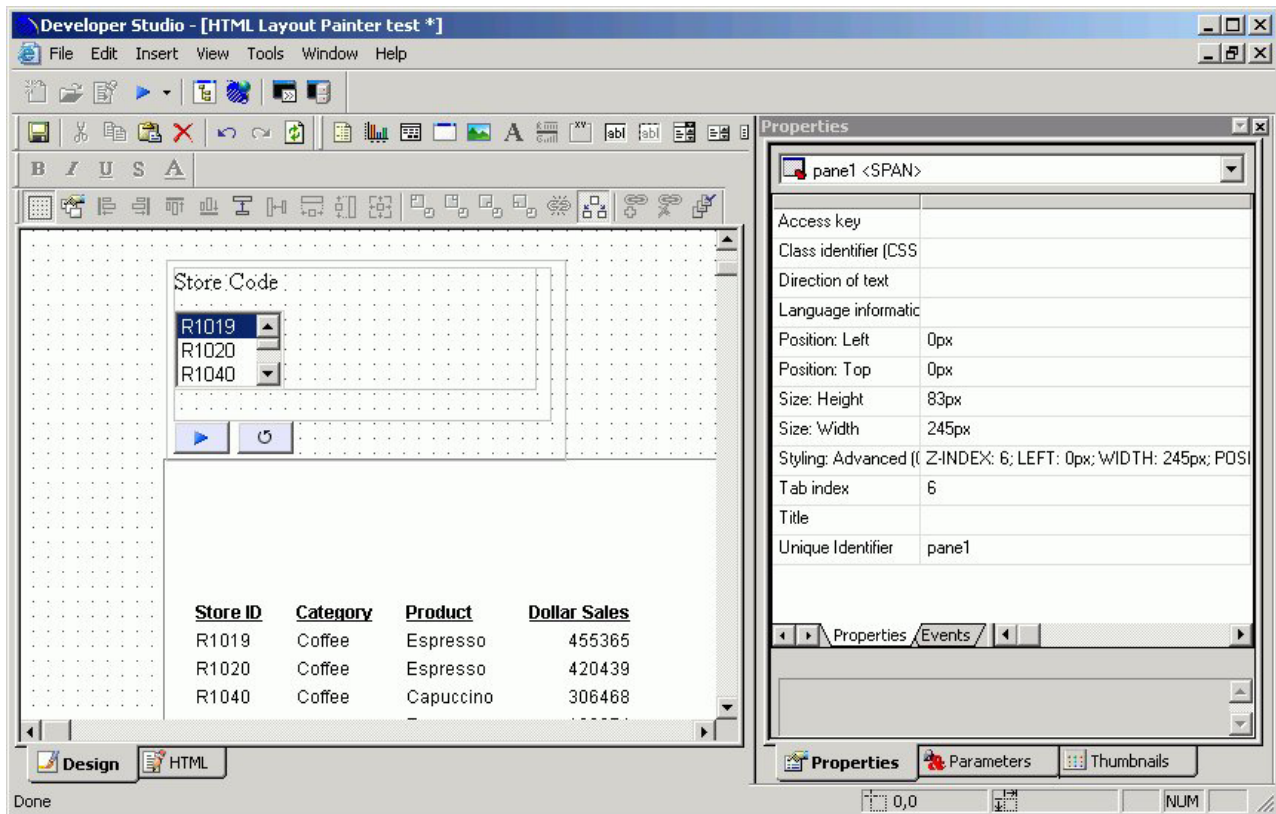 Developer Studio - [HTML Layout Painter test *]
File Edit Insert View Tools Window Help
A abl abl
B I U S A
Properties
pane1 <SPAN>
Access key
Class identifier (CSS
Direction of text
Language informatic
Position: Left 0px
Position: Top 0px
Size: Height 83px
Size: Width 245px
Styling: Advanced (( Z-INDEX: 6; LEFT: 0px; WIDTH: 245px; POSI
Tab index 6
Title
Unique Identifier pane1
Properties Events
Store Code
R1019
R1020
R1040
Store ID Category Product Dollar Sales
R1019 Coffee Espresso 455365
R1020 Coffee Espresso 420439
R1040 Coffee Capuccino 306468
Design HTML
Properties Parameters Thumbnails
Done 0,0 NUM